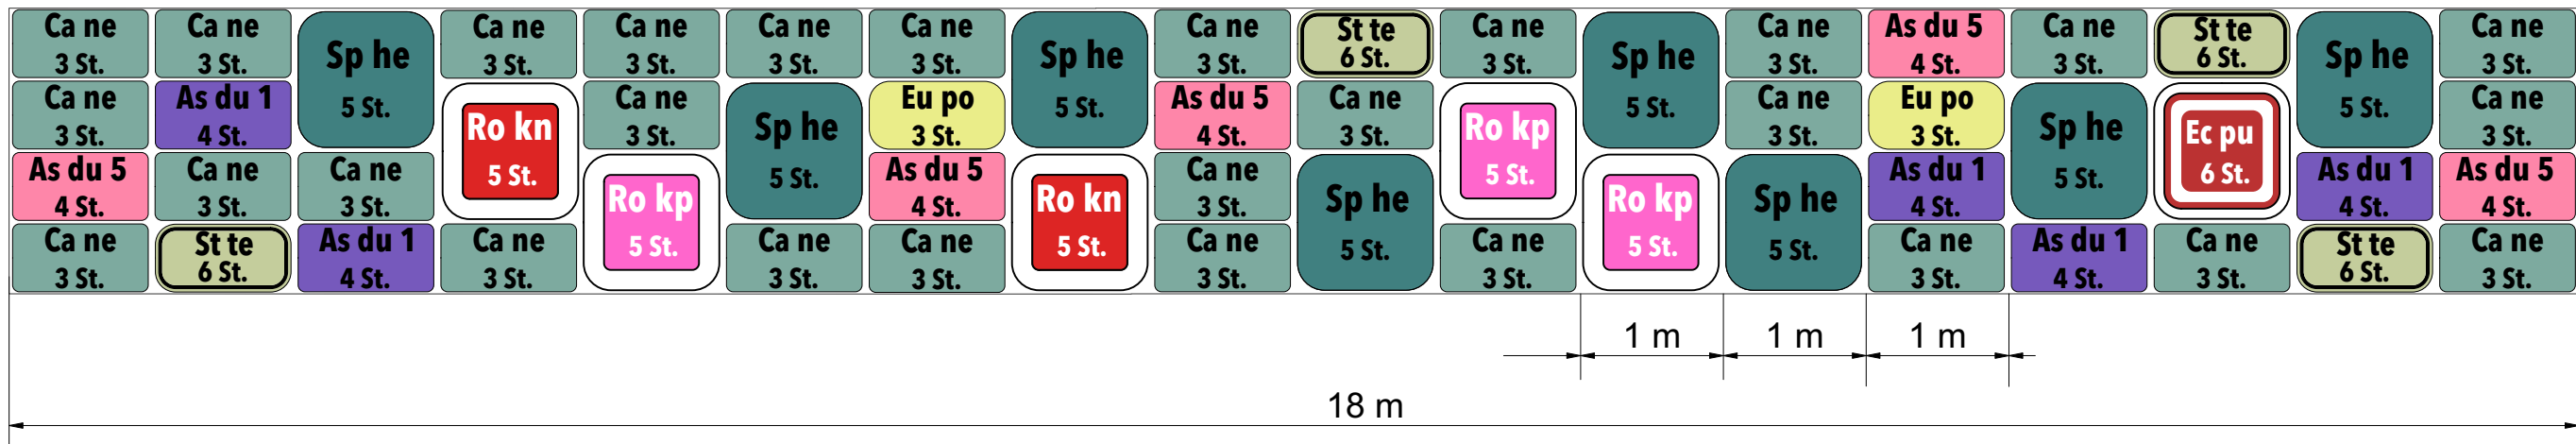 Ca ne Ca ne Sp he Ca ne Ca ne Ca ne Ca ne Sp he Ca ne St te Ca ne Sp he Ca ne As du 5 Ca ne St te Sp he Ca ne
3 St. 3 St. 5 St. 3 St. 3 St. 3 St. 3 St. 5 St. 3 St. 6 St. 3 St. 5 St. 3 St. 4 St. 3 St. 6 St. 5 St. 3 St.
Ca ne As du 1 Ro kn Ca ne Sp he Eu po As du 5 Ca ne Ro kp Ca ne Eu po Sp he Ec pu Ca ne
3 St. 4 St. 5 St. 3 St. 5 St. 3 St. 4 St. 3 St. 5 St. 3 St. 3 St. 5 St. 6 St. 3 St.
As du 5 Ca ne Ca ne Ro kp As du 5 Ro kn Ca ne Sp he Ro kp Sp he As du 1 As du 1 As du 5
4 St. 3 St. 3 St. 5 St. 4 St. 5 St. 3 St. 5 St. 5 St. 5 St. 4 St. 4 St. 4 St.
Ca ne St te As du 1 Ca ne Ca ne Ca ne Ca ne Ca ne Ca ne As du 1 Ca ne St te Ca ne
3 St. 6 St. 4 St. 3 St. 3 St. 3 St. 3 St. 3 St. 3 St. 4 St. 3 St. 6 St. 3 St.
1 m 1 m 1 m
18 m